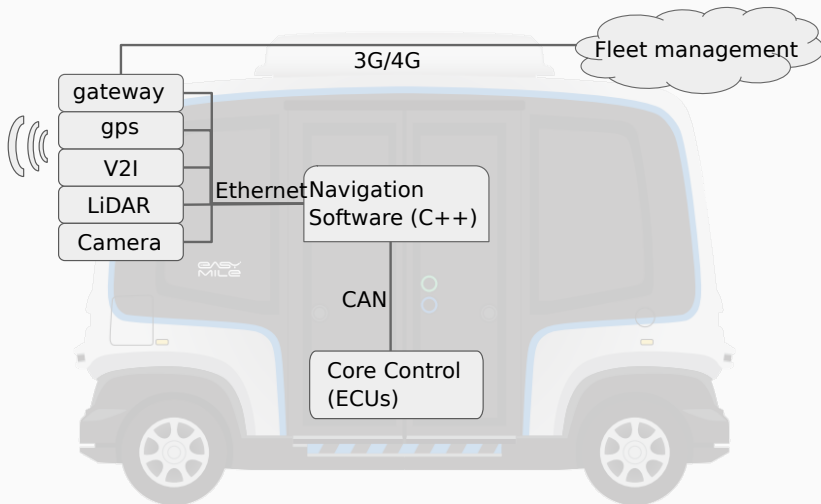 Fleet management
3G/4G
gateway
gps
V2I
LiDAR
Camera
Ethernet
Navigation
Software (C++)
EASY
MILE
CAN
Core Control
(ECUs)